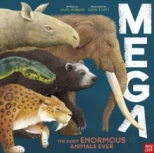 MEGA
THE MOST ENORMOUS
ANIMALS EVER